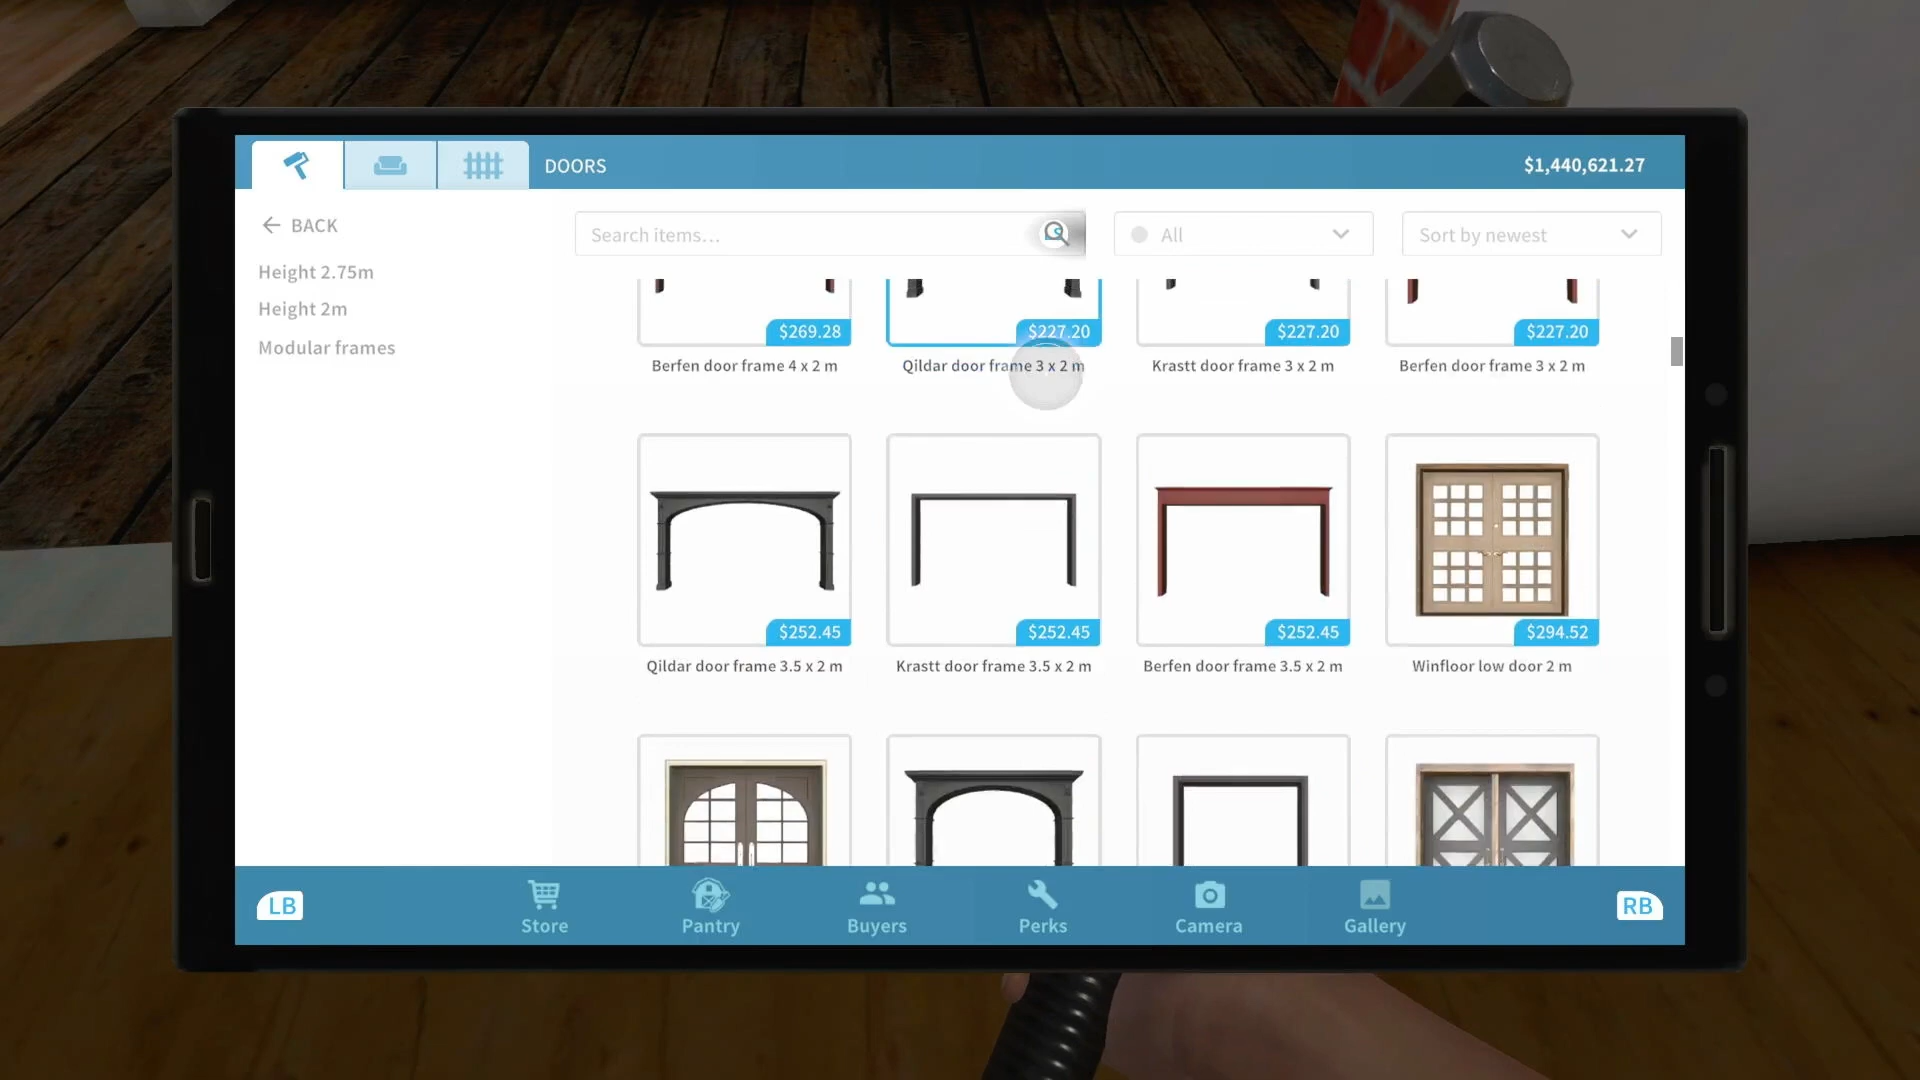 DOORS
$1,440,621.27
BACK
Height 2.75m
Height 2m
Modular frames
Search items...
All
Sort by newest
$269.28
$227.20
$227.20
$227.20
Berfen door frame 4 x 2 m
Qildar door frame 3 x 2 m
Krastt door frame 3 x 2 m
Berfen door frame 3 x 2 m
$252.45
$252.45
$252.45
$294.52
Qildar door frame 3.5 x 2 m
Krastt door frame 3.5 x 2 m
Berfen door frame 3.5 x 2 m
Winfloor low door 2 m
LB
Store
Pantry
Buyers
Perks
Camera
Gallery
RB